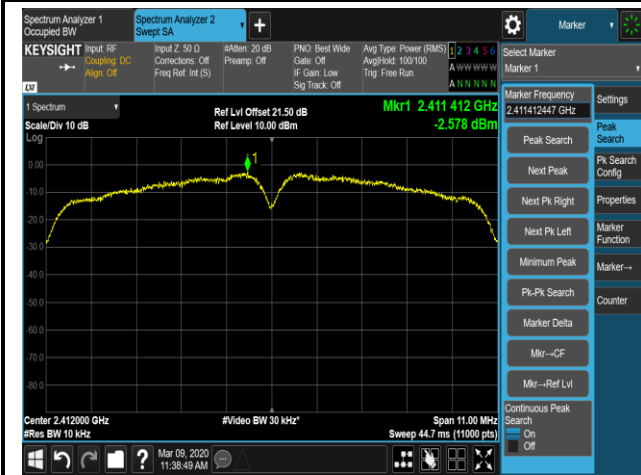 Spectrum Analyzer 1
Occupied BW
Spectrum Analyzer 2
Swept SA
Marker
KEYSIGHT
Input: RF
Coupling: DC
Align: Off
Input Z: 50 Ω
Corrections: Off
Freq Ref: Int (S)
#Atten: 20 dB
Preamp: Off
PNO: Best Wide
Gate: Off
IF Gain: Low
Sig Track: Off
Avg Type: Power (RMS)
Avg|Hold: 100/100
Trig: Free Run
1 2 3 4 5 6
A W W W W W
A N N N N N
LXI
Select Marker
Marker 1
1 Spectrum
Scale/Div 10 dB
Log
Ref Lvl Offset 21.50 dB
Ref Level 10.00 dBm
Mkr1 2.411 412 GHz
-2.578 dBm
1
0.00
-10.0
-20.0
-30.0
-40.0
-50.0
-60.0
-70.0
-80.0
Center 2.412000 GHz
#Res BW 10 kHz
#Video BW 30 kHz*
Span 11.00 MHz
Sweep 44.7 ms (11000 pts)
Marker Frequency
2.411412447 GHz
Peak Search
Next Peak
Next Pk Right
Next Pk Left
Minimum Peak
Pk-Pk Search
Marker Delta
Mkr→CF
Mkr→Ref Lvl
Continuous Peak
Search
On
Off
Settings
Peak
Search
Pk Search
Config
Properties
Marker
Function
Marker→
Counter
?
Mar 09, 2020
11:38:49 AM